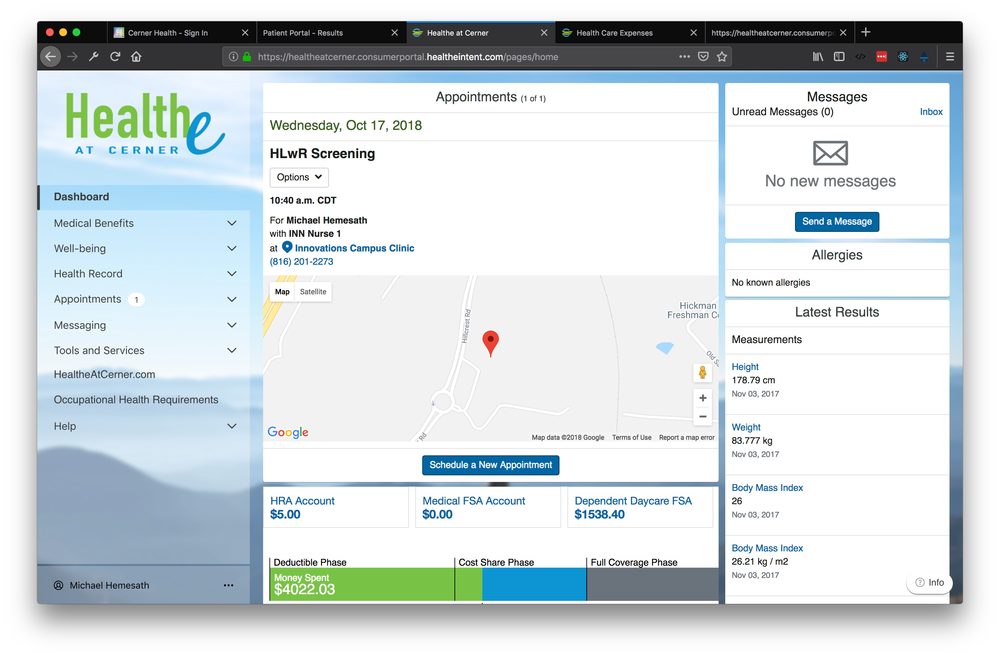 Cerner Health - Sign In
Patient Portal - Results
Healthe at Cerner
Health Care Expenses
https://healtheatcerner.consumerpo
https://healtheatcerner.consumerportal.healtheintent.com/pages/home
Healthe
AT CERNER
Dashboard
Medical Benefits
Well-being
Health Record
Appointments 1
Messaging
Tools and Services
HealtheAtCerner.com
Occupational Health Requirements
Help
Michael Hemesath
Appointments (1 of 1)
Wednesday, Oct 17, 2018
HLwR Screening
Options
10:40 a.m. CDT
For Michael Hemesath
with INN Nurse 1
at Innovations Campus Clinic
(816) 201-2273
Map Satellite
Hillcrest Rd
Hickman
Freshman Ce
Old Sa
Rd
Google
Map data ©2018 Google Terms of Use Report a map error
Schedule a New Appointment
HRA Account
$5.00
Medical FSA Account
$0.00
Dependent Daycare FSA
$1538.40
Deductible Phase
Cost Share Phase
Full Coverage Phase
Money Spent
$4022.03
Messages
Unread Messages (0)
Inbox
No new messages
Send a Message
Allergies
No known allergies
Latest Results
Measurements
Height
178.79 cm
Nov 03, 2017
Weight
83.777 kg
Nov 03, 2017
Body Mass Index
26
Nov 03, 2017
Body Mass Index
26.21 kg / m2
Nov 03, 2017
Info